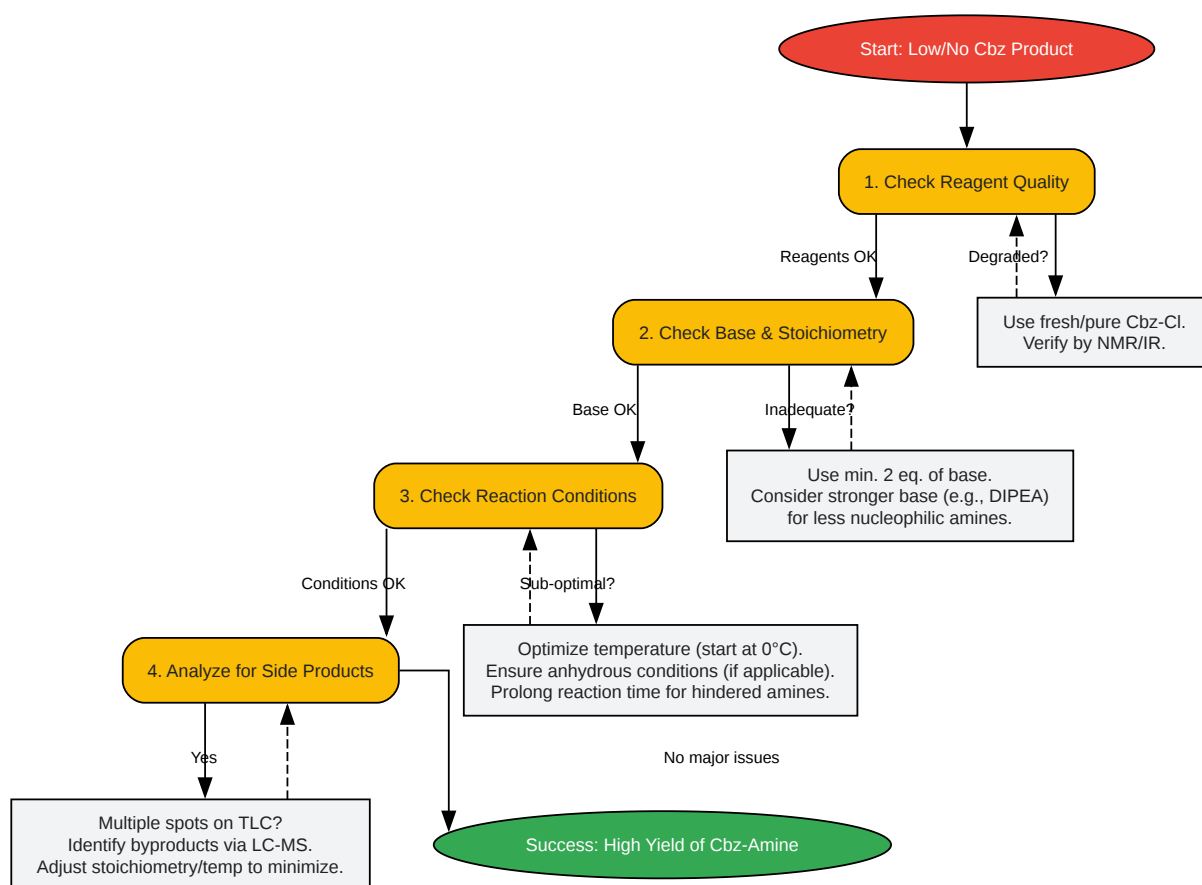 Start: Low/No Cbz Product
1. Check Reagent Quality
Reagents OK
Degraded?
Use fresh/pure Cbz-Cl.
Verify by NMR/IR.
2. Check Base & Stoichiometry
Base OK
Inadequate?
Use min. 2 eq. of base.
Consider stronger base (e.g., DIPEA)
for less nucleophilic amines.
3. Check Reaction Conditions
Conditions OK
Sub-optimal?
Optimize temperature (start at 0°C).
Ensure anhydrous conditions (if applicable).
Prolong reaction time for hindered amines.
4. Analyze for Side Products
Yes
No major issues
Multiple spots on TLC?
Identify byproducts via LC-MS.
Adjust stoichiometry/temp to minimize.
Success: High Yield of Cbz-Amine